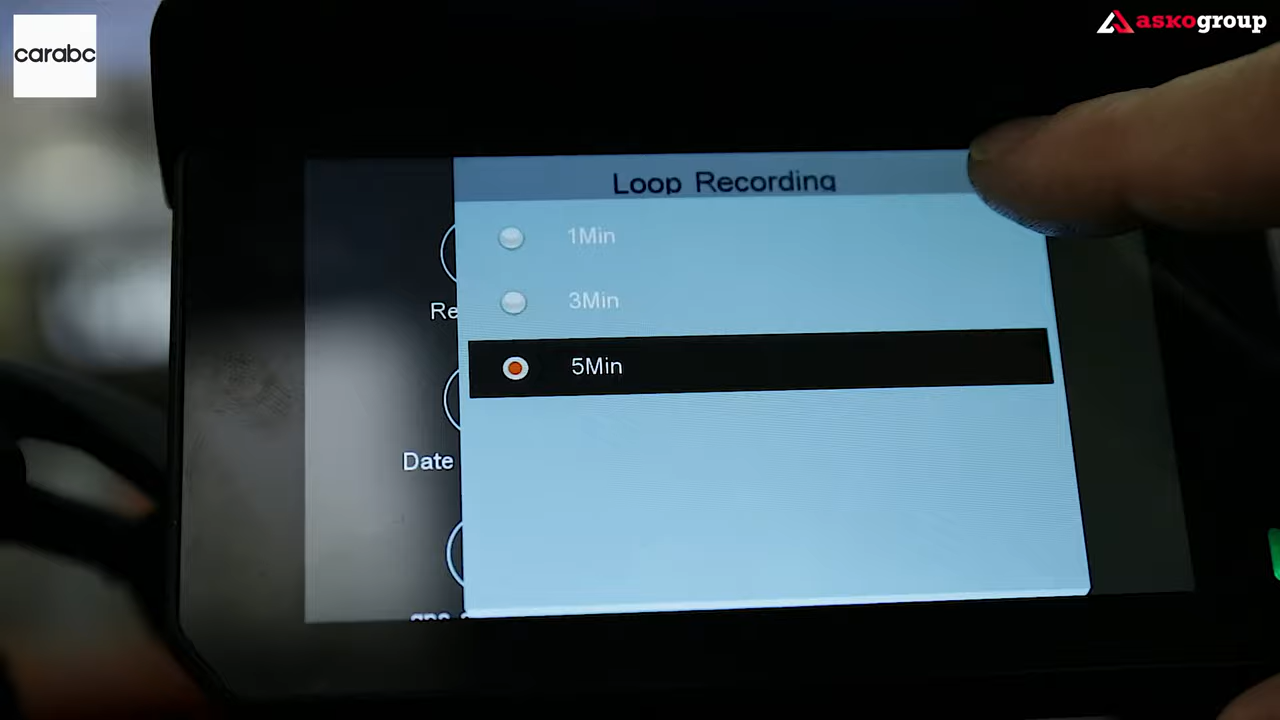 carabc
askogroup
Loop Recording
1Min
3Min
5Min
Re
Date